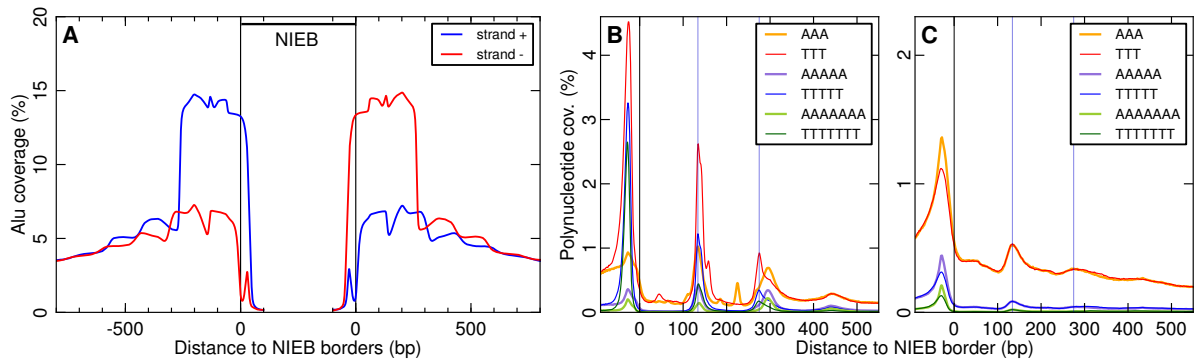 A
NIEB
strand +
strand -
Alu coverage (%)
0
5
10
15
20
-500
0
0
500
Distance to NIEB borders (bp)
B
AAA
TTT
AAAAA
TTTTT
AAAAAAA
TTTTTTT
Polynucleotide cov. (%)
0
1
2
3
4
0
100
200
300
400
500
C
AAA
TTT
AAAAA
TTTTT
AAAAAAA
TTTTTTT
0
1
2
0
100
200
300
400
500
Distance to NIEB border (bp)